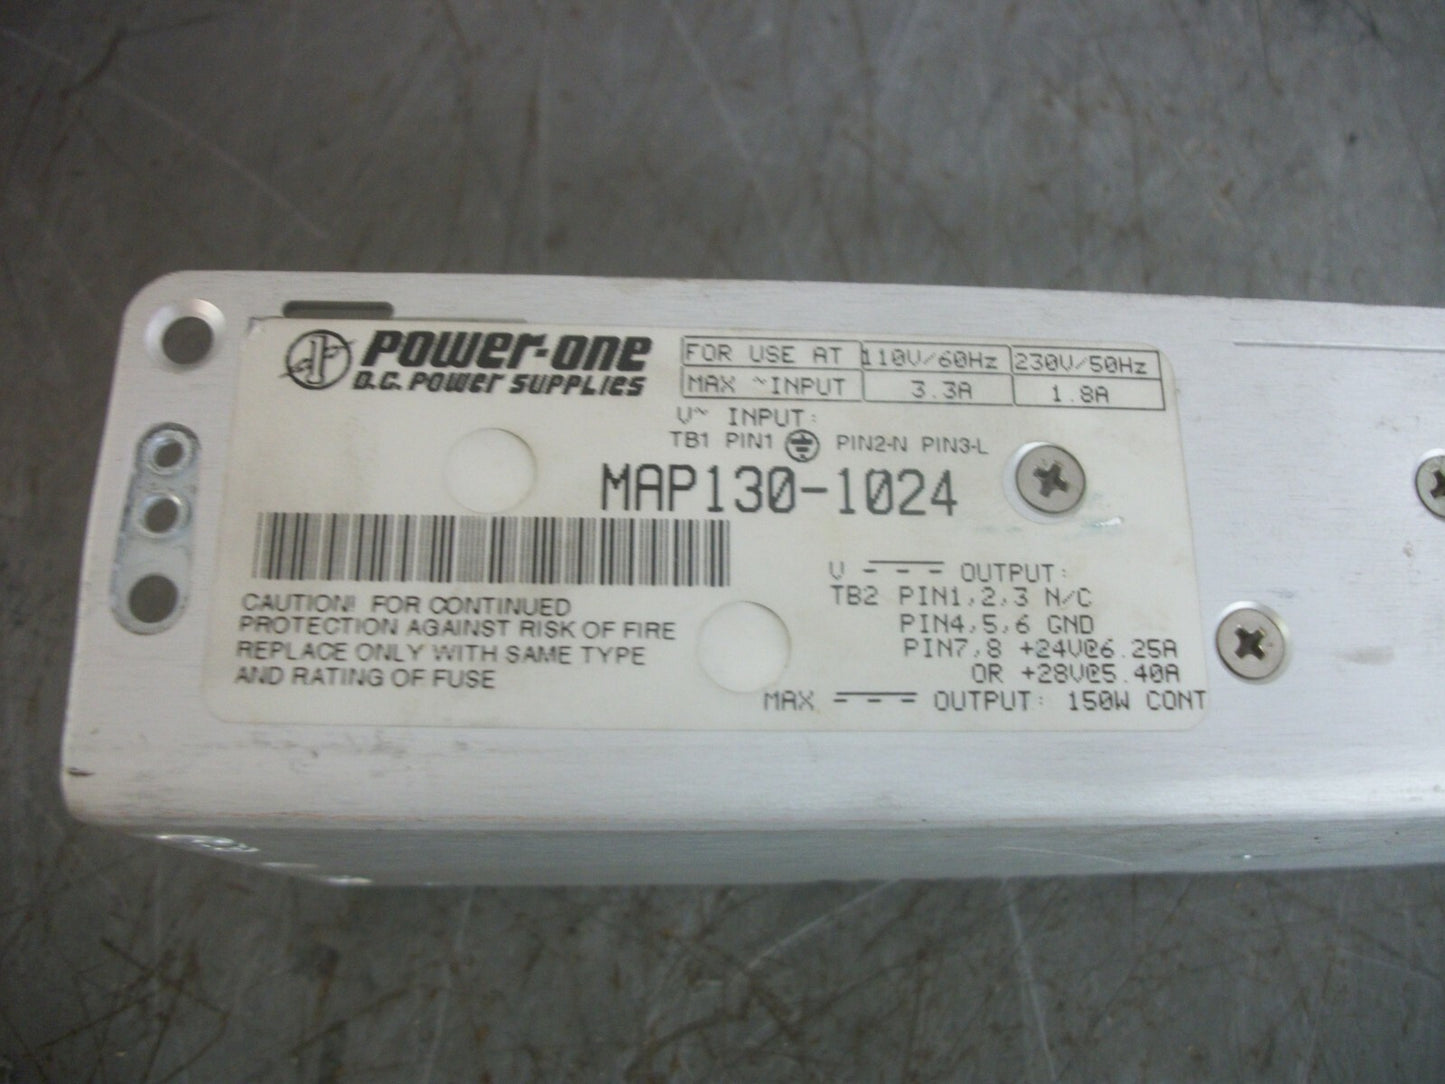 POWER-ONE
D.C. POWER SUPPLIES
FOR USE AT 110V/60Hz 230V/50Hz
MAX ~INPUT 3.3A 1.8A
V~ INPUT:
TB1 PIN1 PIN2-N PIN3-L
MAP130-1024
CAUTION! FOR CONTINUED
PROTECTION AGAINST RISK OF FIRE
REPLACE ONLY WITH SAME TYPE
AND RATING OF FUSE
V --- OUTPUT:
TB2 PIN1,2,3 N/C
PIN4,5,6 GND
PIN7,8 +24V@6.25A
OR +28V@5.40A
MAX --- OUTPUT: 150W CONT